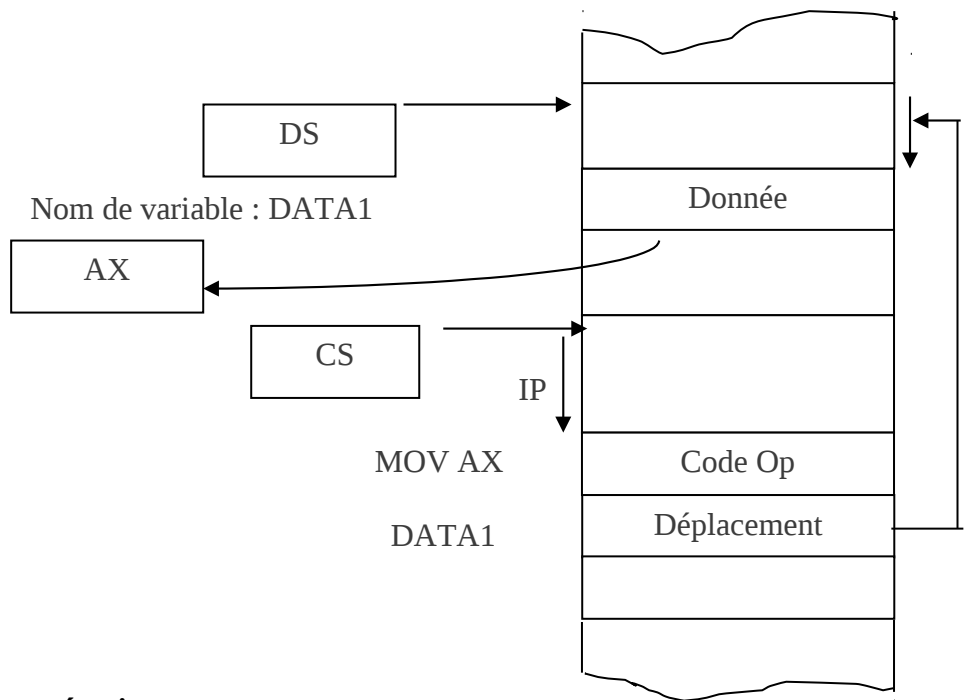 DS
Nom de variable : DATA1
Donnée
AX
CS
IP
MOV AX
Code Op
DATA1
Déplacement